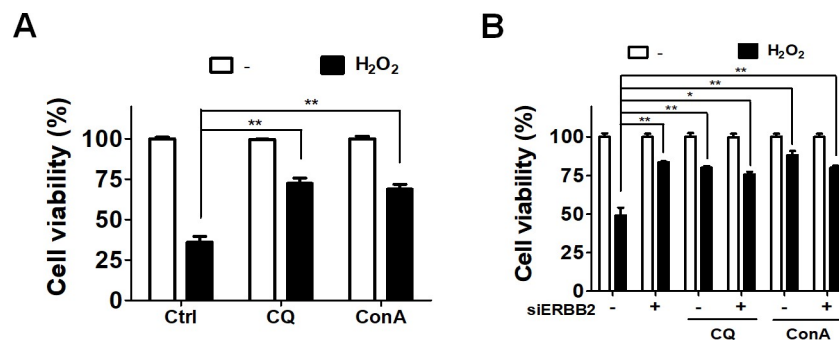 A
- H₂O₂
**
**
Cell viability (%)
100
75
50
25
0
Ctrl CQ ConA
B
- H₂O₂
**
**
*
**
**
Cell viability (%)
100
75
50
25
0
siERBB2 - + - + - +
CQ ConA